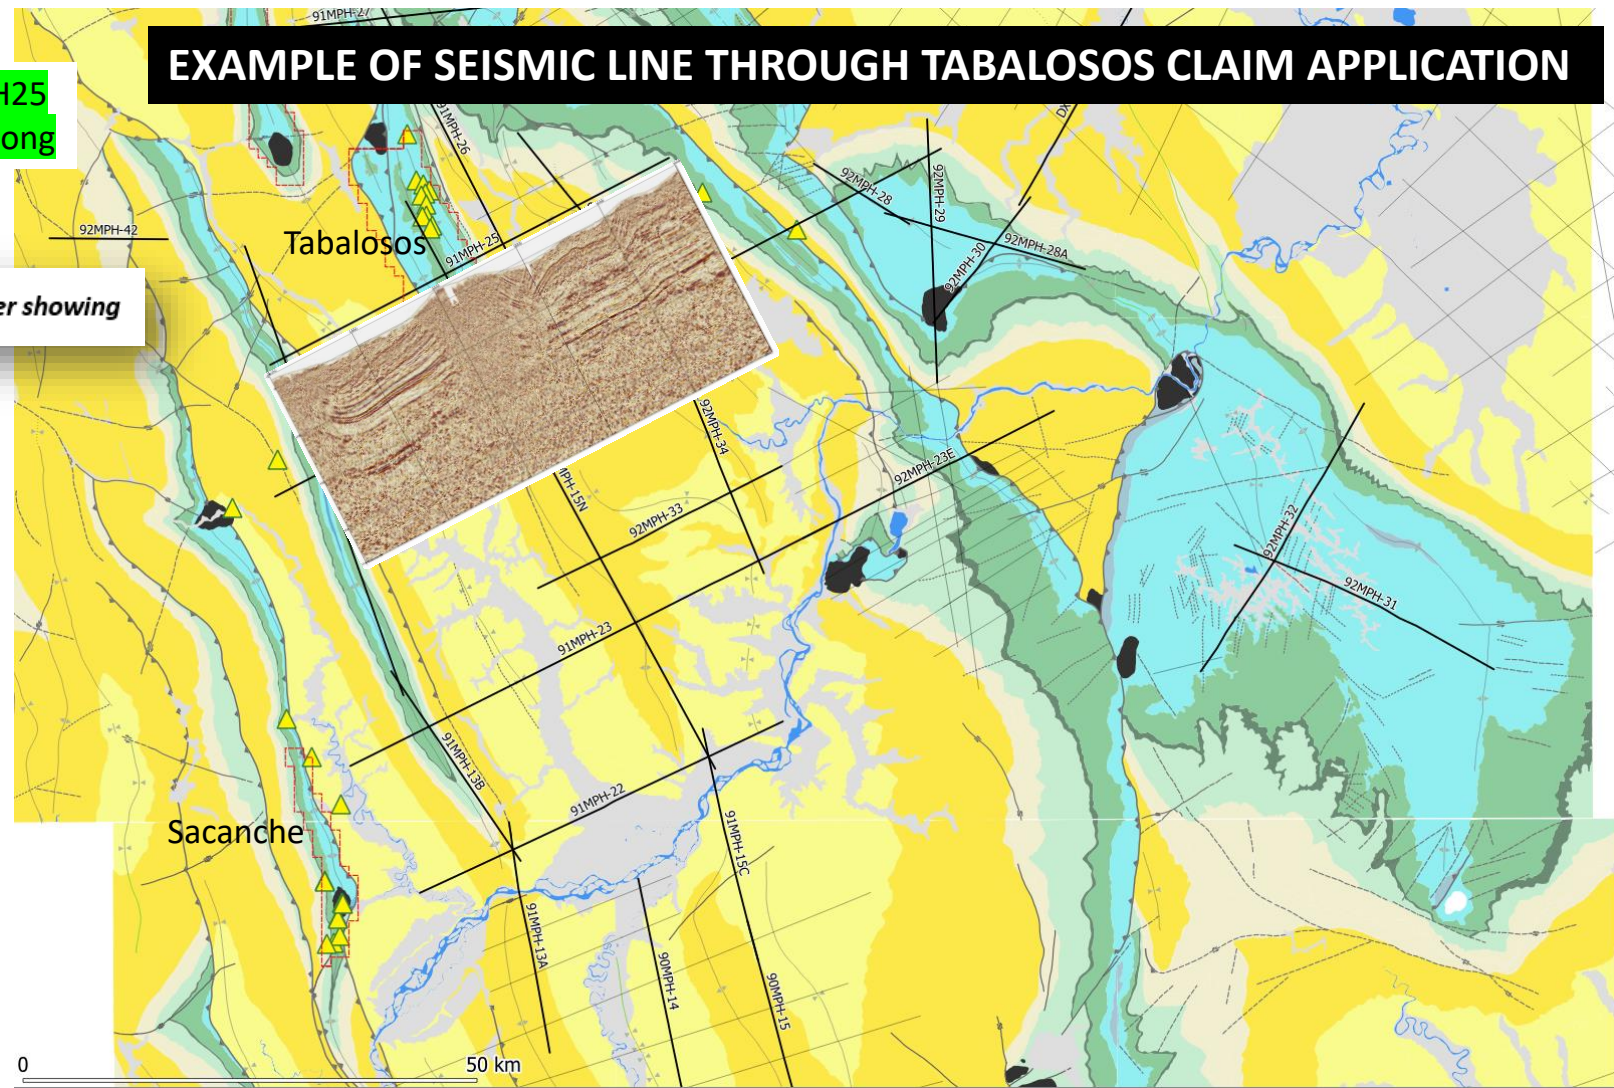 91MPH-27
EXAMPLE OF SEISMIC LINE THROUGH TABALOSOS CLAIM APPLICATION
H25
ong
91MPH-26
DX
92MPH-28
92MPH-29
92MPH-42
Tabalosos
91MPH-25
92MPH-28A
92MPH-30
er showing
92MPH-34
92MPH-23E
MPH-15N
92MPH-33
92MPH-32
92MPH-31
91MPH-23
91MPH-13B
91MPH-22
Sacanche
91MPH-15C
91MPH-13A
90MPH-14
90MPH-15
0
50 km